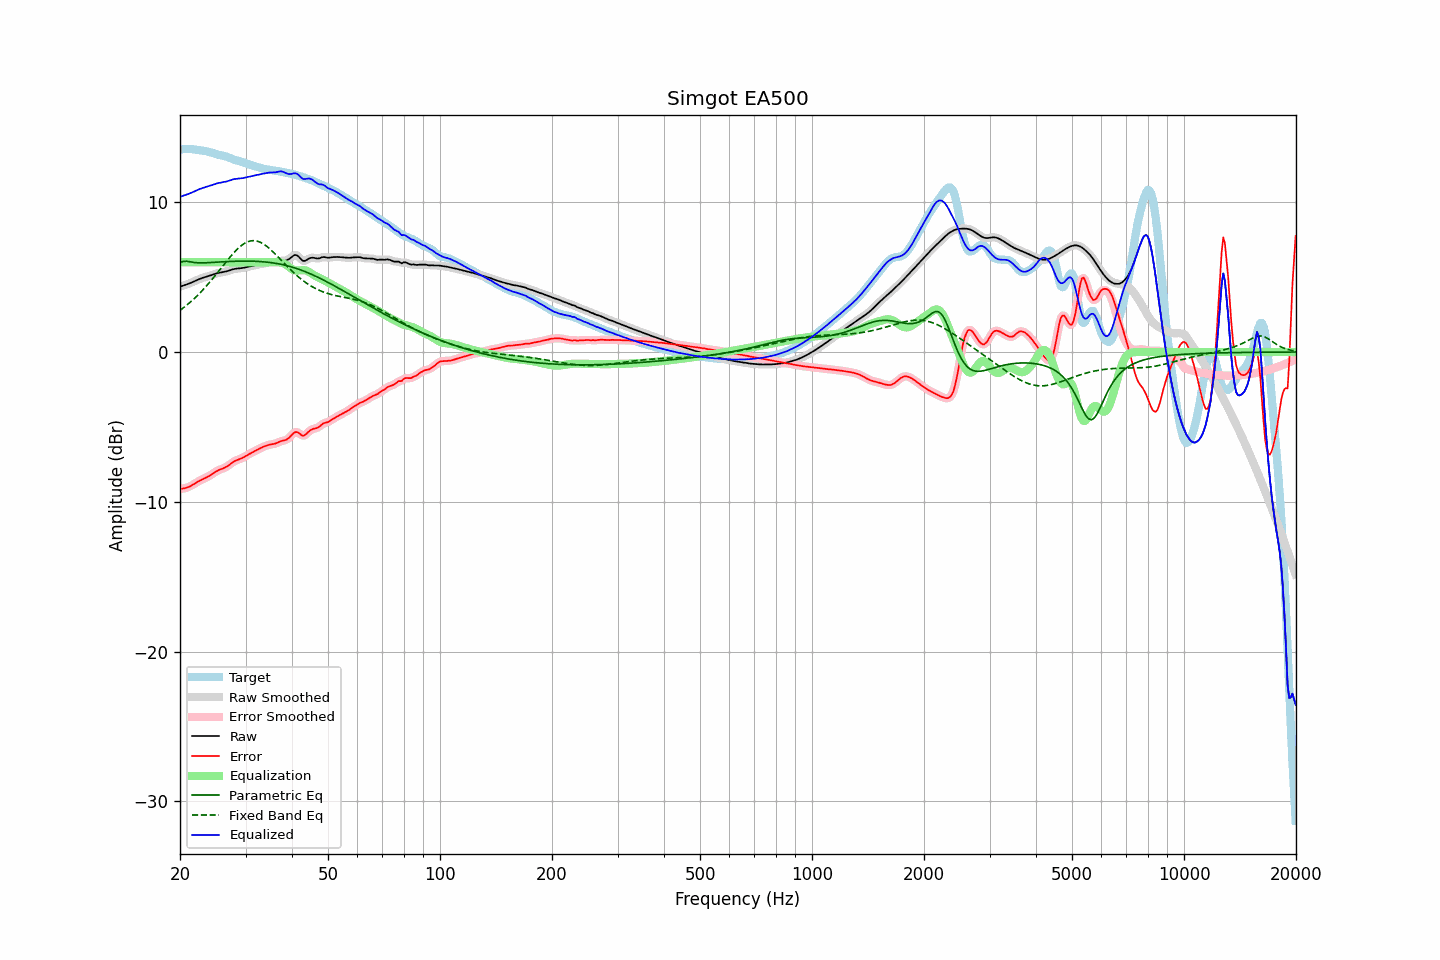 Simgot EA500
Amplitude (dBr)
10
0
−10
−20
−30
Target
Raw Smoothed
Error Smoothed
Raw
Error
Equalization
Parametric Eq
Fixed Band Eq
Equalized
20 50 100 200 500 1000 2000 5000 10000 20000
Frequency (Hz)